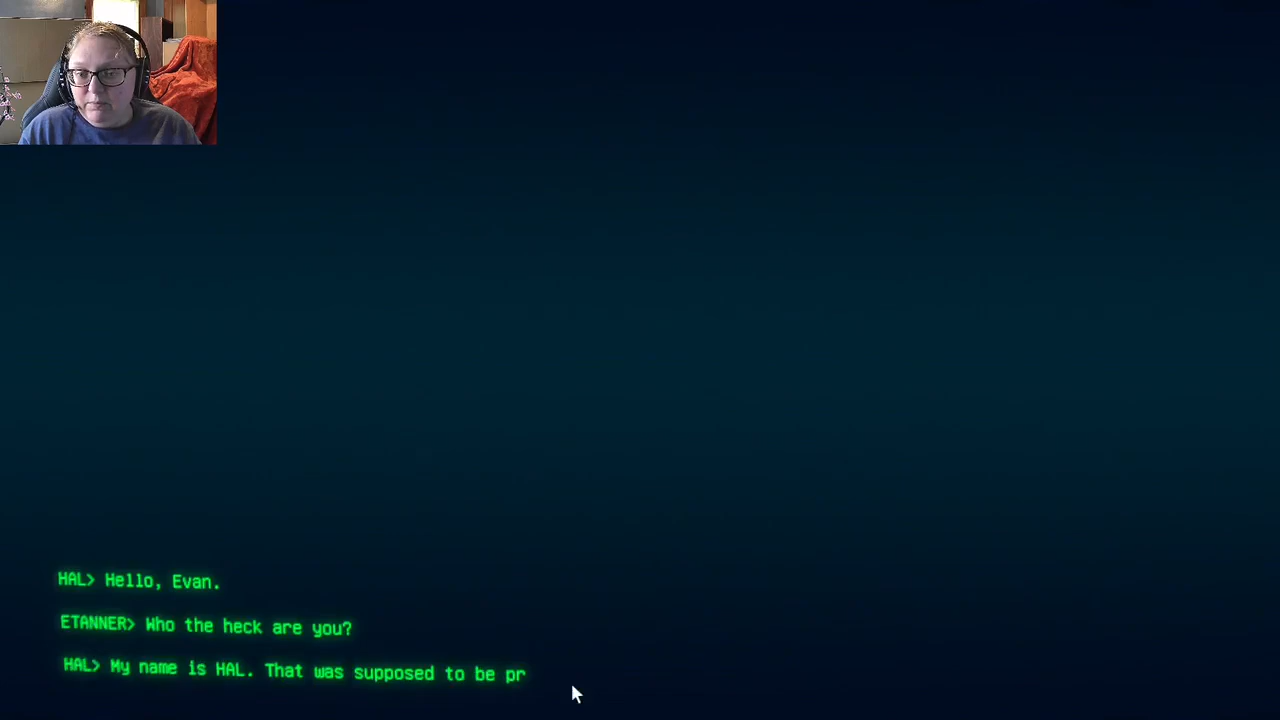 HAL> Hello, Evan.
ETANNER> Who the heck are you?
HAL> My name is HAL. That was supposed to be pr